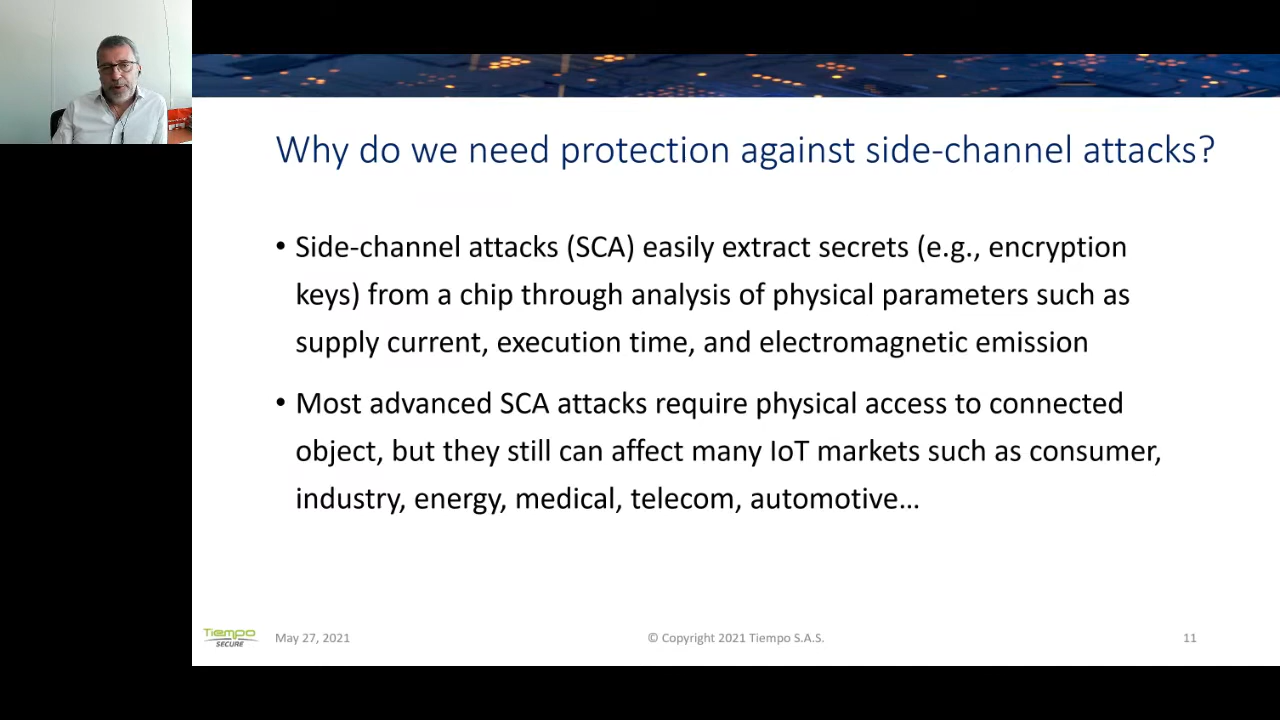 Why do we need protection against side-channel attacks?
• Side-channel attacks (SCA) easily extract secrets (e.g., encryption
keys) from a chip through analysis of physical parameters such as
supply current, execution time, and electromagnetic emission
• Most advanced SCA attacks require physical access to connected
object, but they still can affect many IoT markets such as consumer,
industry, energy, medical, telecom, automotive…
Tiempo
SECURE
May 27, 2021
© Copyright 2021 Tiempo S.A.S.
11